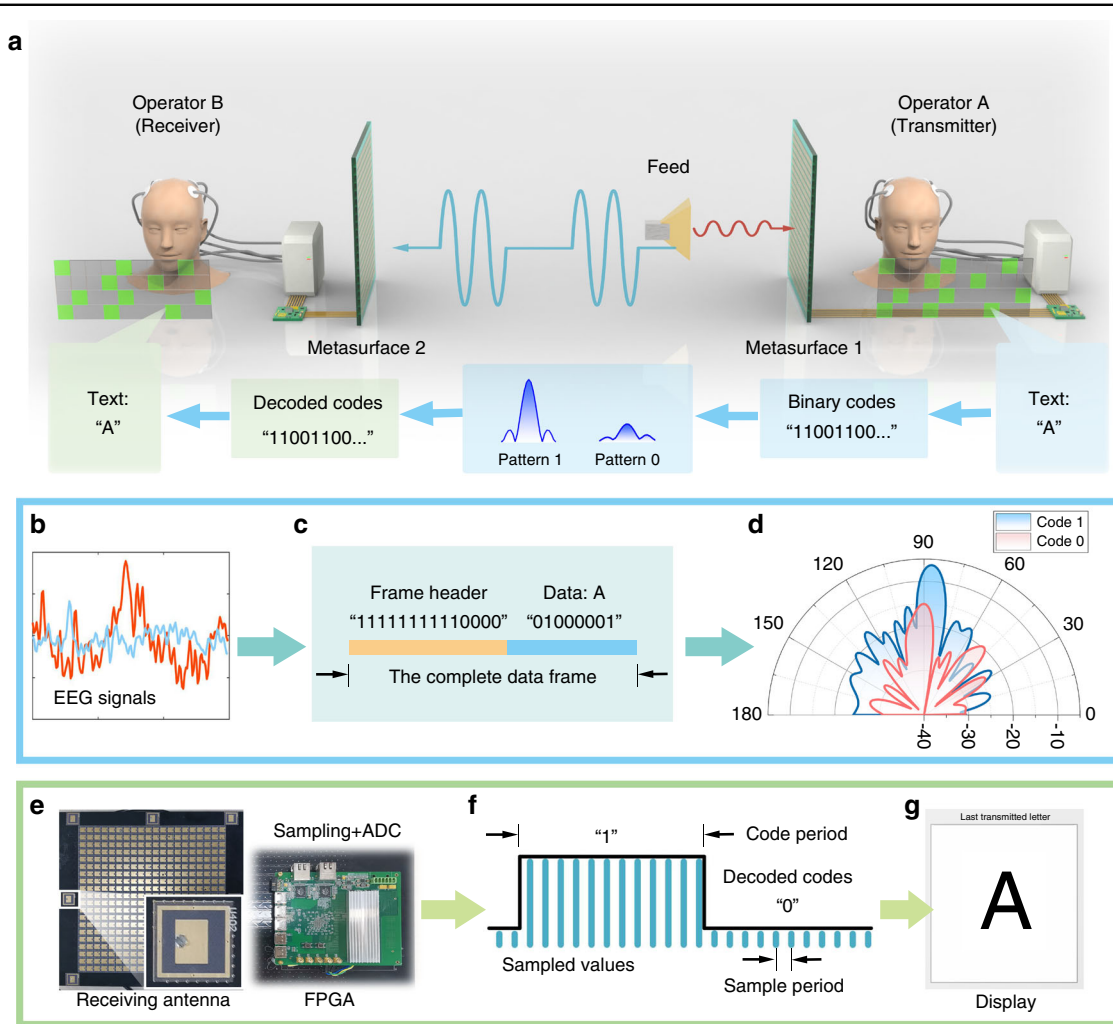 a
Operator B
(Receiver)
Operator A
(Transmitter)
Feed
Metasurface 2
Metasurface 1
Text:
“A”
Decoded codes
“11001100...”
Pattern 1
Pattern 0
Binary codes
“11001100...”
Text:
“A”
b
EEG signals
c
Frame header
“11111111110000”
Data: A
“01000001”
The complete data frame
d
Code 1
Code 0
180
150
120
90
60
30
0
-40
-30
-20
-10
e
Receiving antenna
Sampling+ADC
FPGA
f
“1”
Code period
Decoded codes
“0”
Sampled values
Sample period
g
Last transmitted letter
A
Display